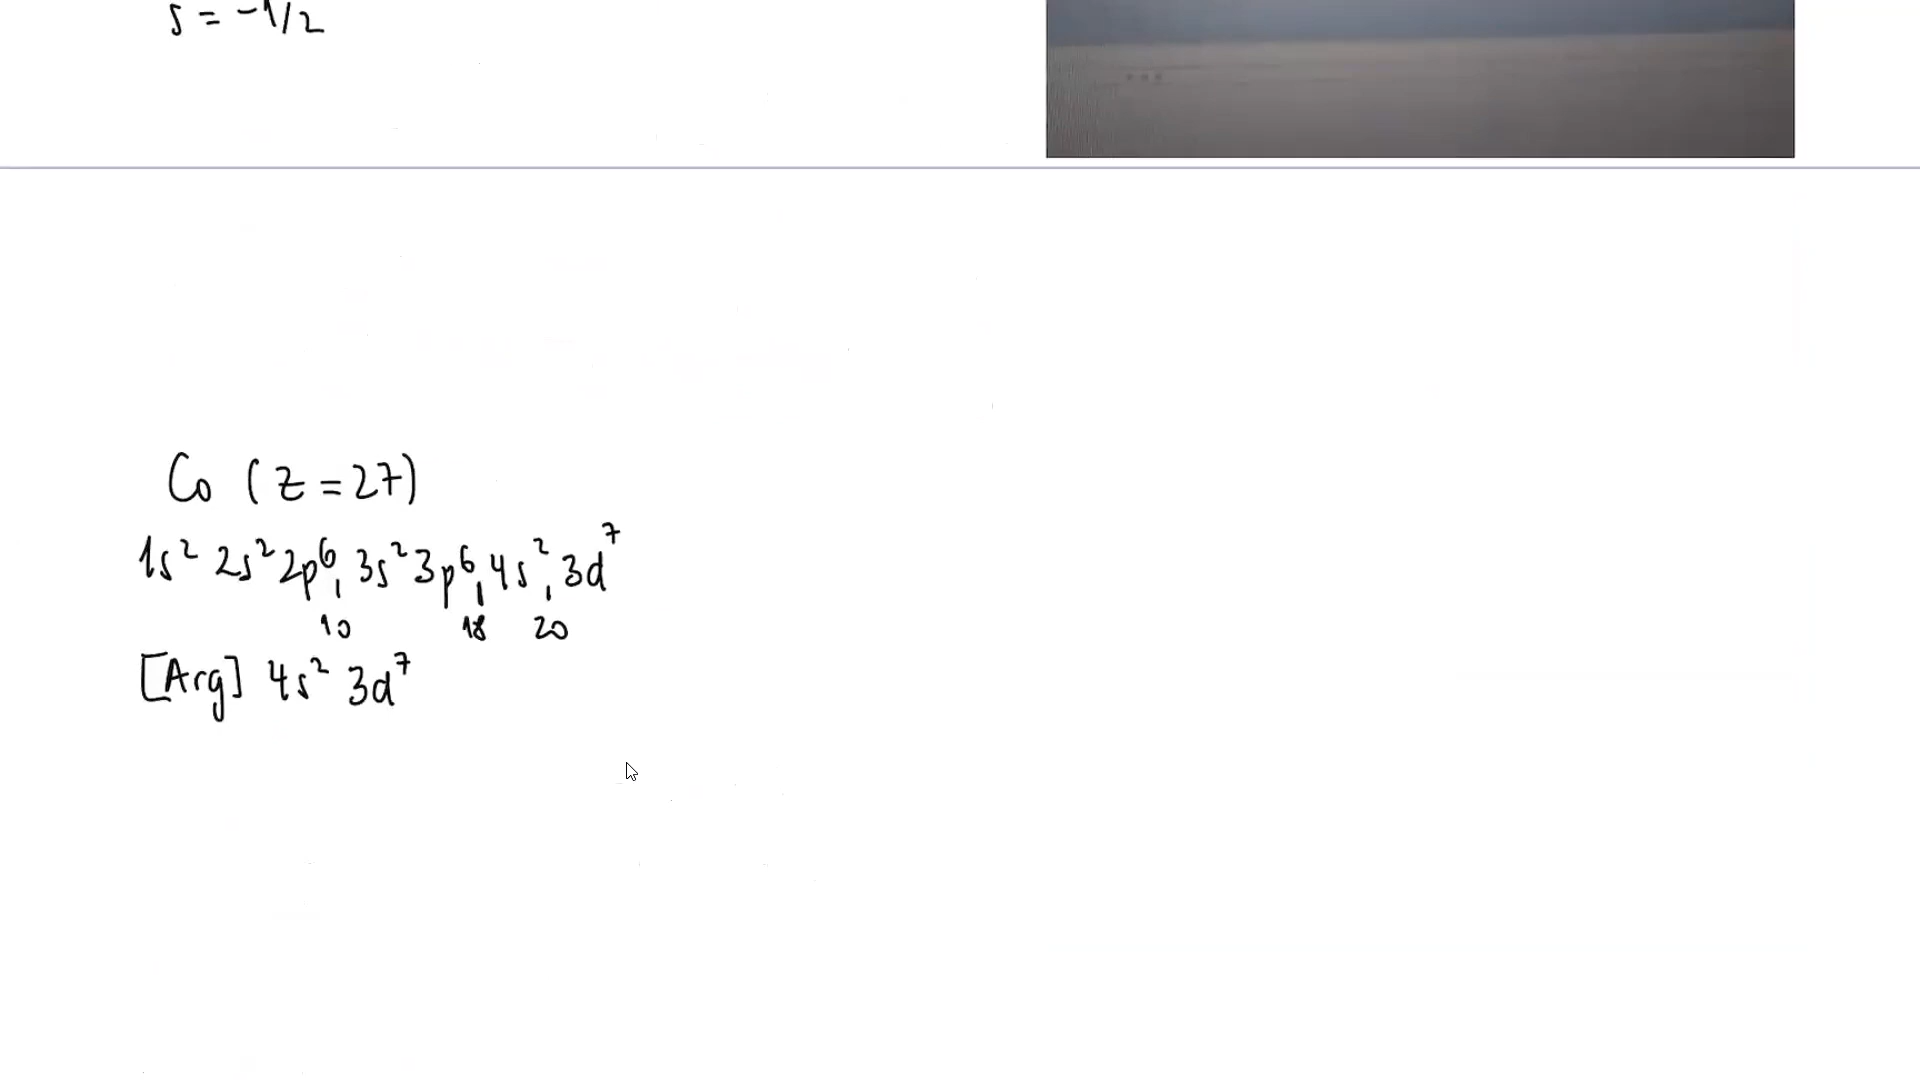 s = -1/2
Co (Z = 27)
1s² 2s² 2p⁶, 3s² 3p⁶, 4s², 3d⁷
10 18 20
[Arg] 4s² 3d⁷